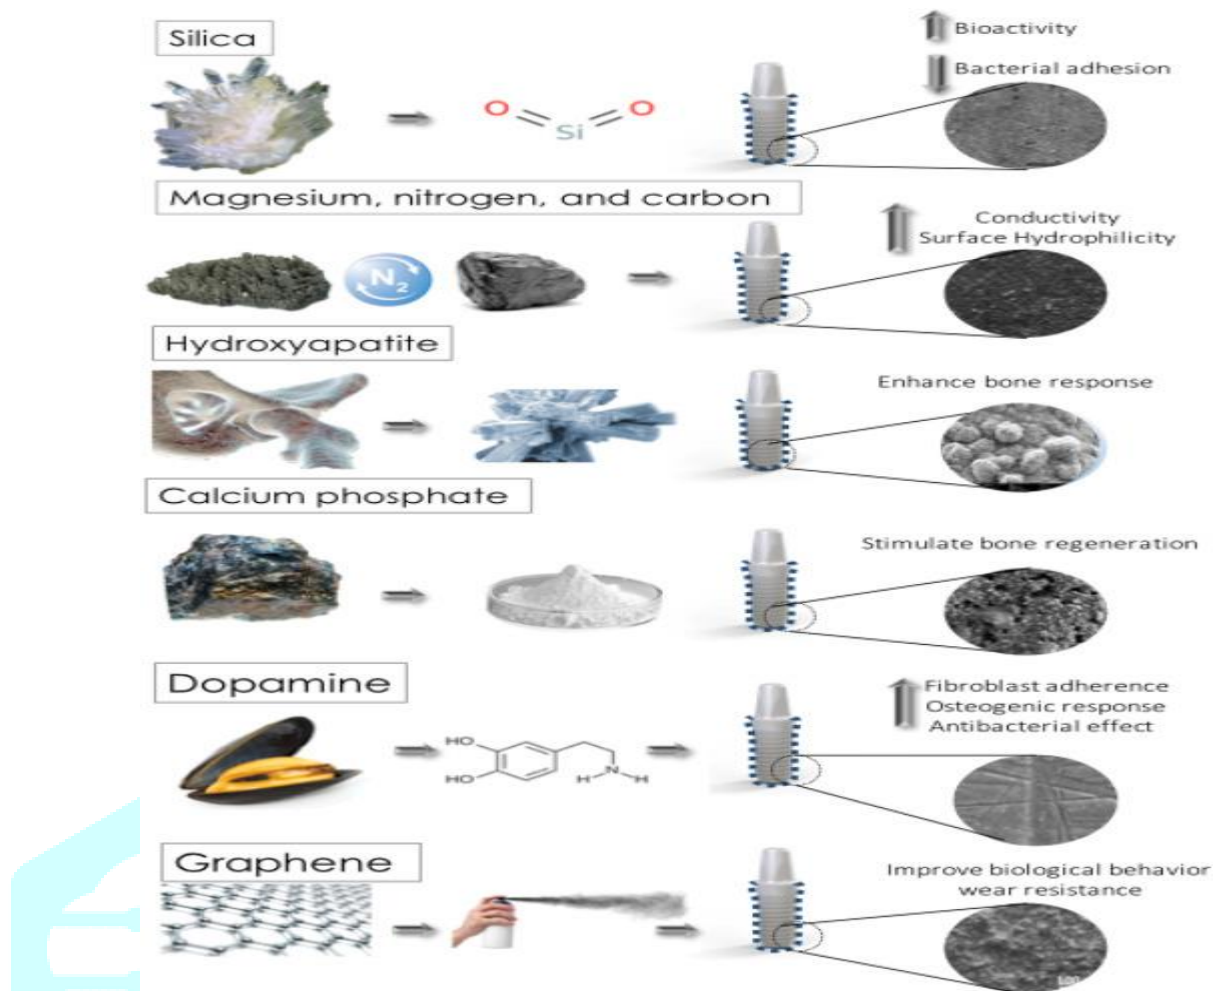 Silica
Bioactivity
Bacterial adhesion
O Si O
Magnesium, nitrogen, and carbon
Conductivity
Surface Hydrophilicity
N2
Hydroxyapatite
Enhance bone response
Calcium phosphate
Stimulate bone regeneration
Dopamine
Fibroblast adherence
Osteogenic response
Antibacterial effect
HO
HO
N
H H
Graphene
Improve biological behavior
wear resistance